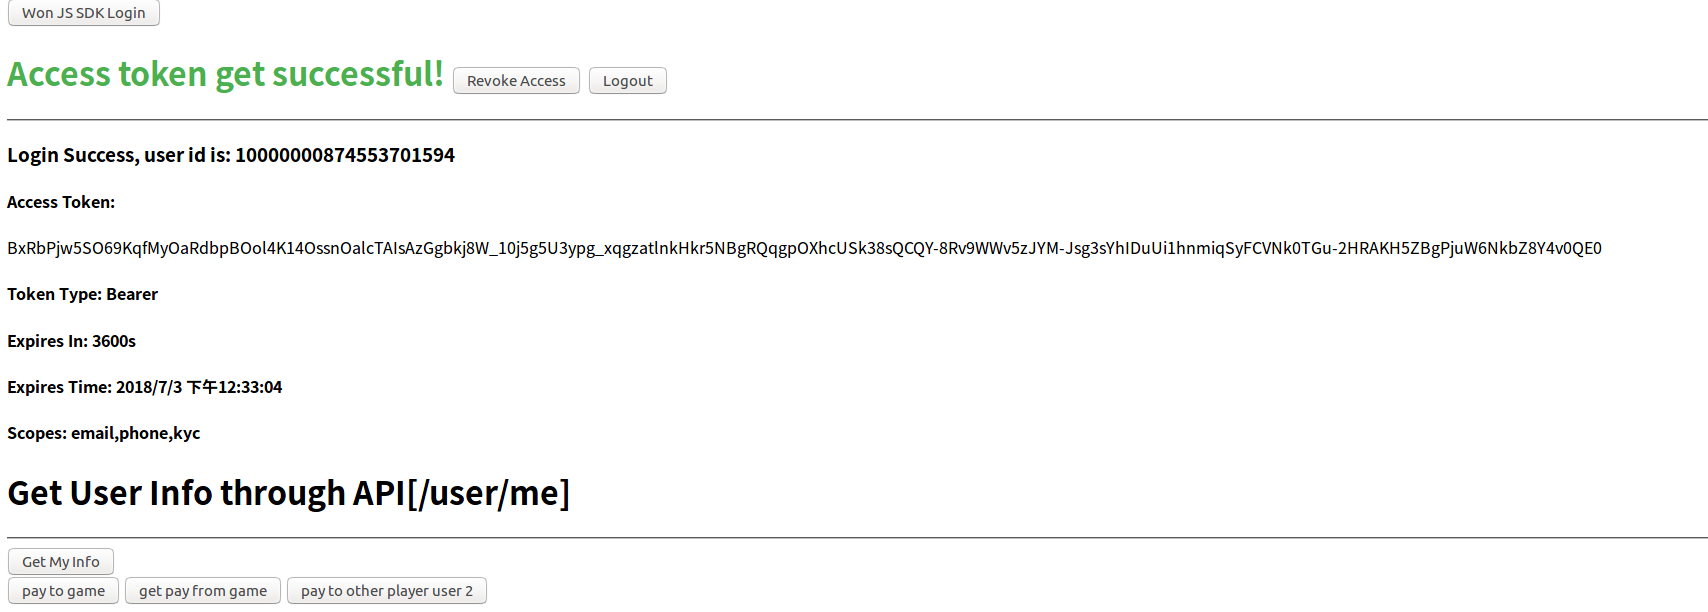 Won JS SDK Login
Access token get successful! Revoke Access Logout
Login Success, user id is: 10000000874553701594
Access Token:
BxRbPjw5SO69KqfMyOaRdbpBOol4K14OssnOalcTAIsAzGgbkj8W_10j5g5U3ypg_xqgzatlnkHkr5NBgRQqgpOXhcUSk38sQCQY-8Rv9WWv5zJYM-Jsg3sYhIDuUi1hnmiqSyFCVNk0TGu-2HRAKH5ZBgPjuW6NkbZ8Y4v0QE0
Token Type: Bearer
Expires In: 3600s
Expires Time: 2018/7/3 下午12:33:04
Scopes: email,phone,kyc
Get User Info through API[/user/me]
Get My Info
pay to game get pay from game pay to other player user 2